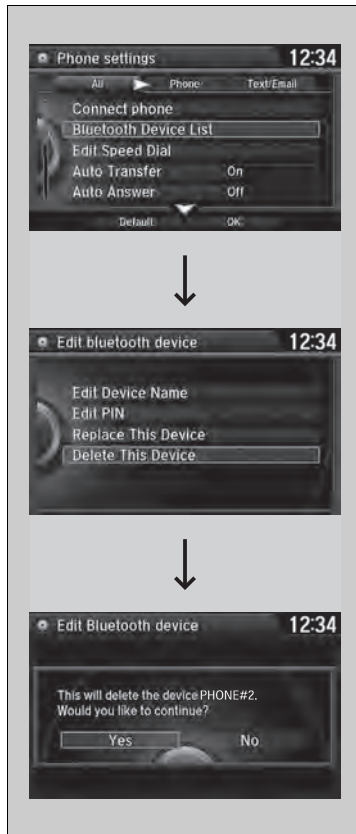 Phone settings 12:34
All Phone Text/Email
Connect phone
Bluetooth Device List
Edit Speed Dial
Auto Transfer On
Auto Answer Off
Default OK
Edit bluetooth device 12:34
Edit Device Name
Edit PIN
Replace This Device
Delete This Device
Edit Bluetooth device 12:34
This will delete the device PHONE#2.
Would you like to continue?
Yes No